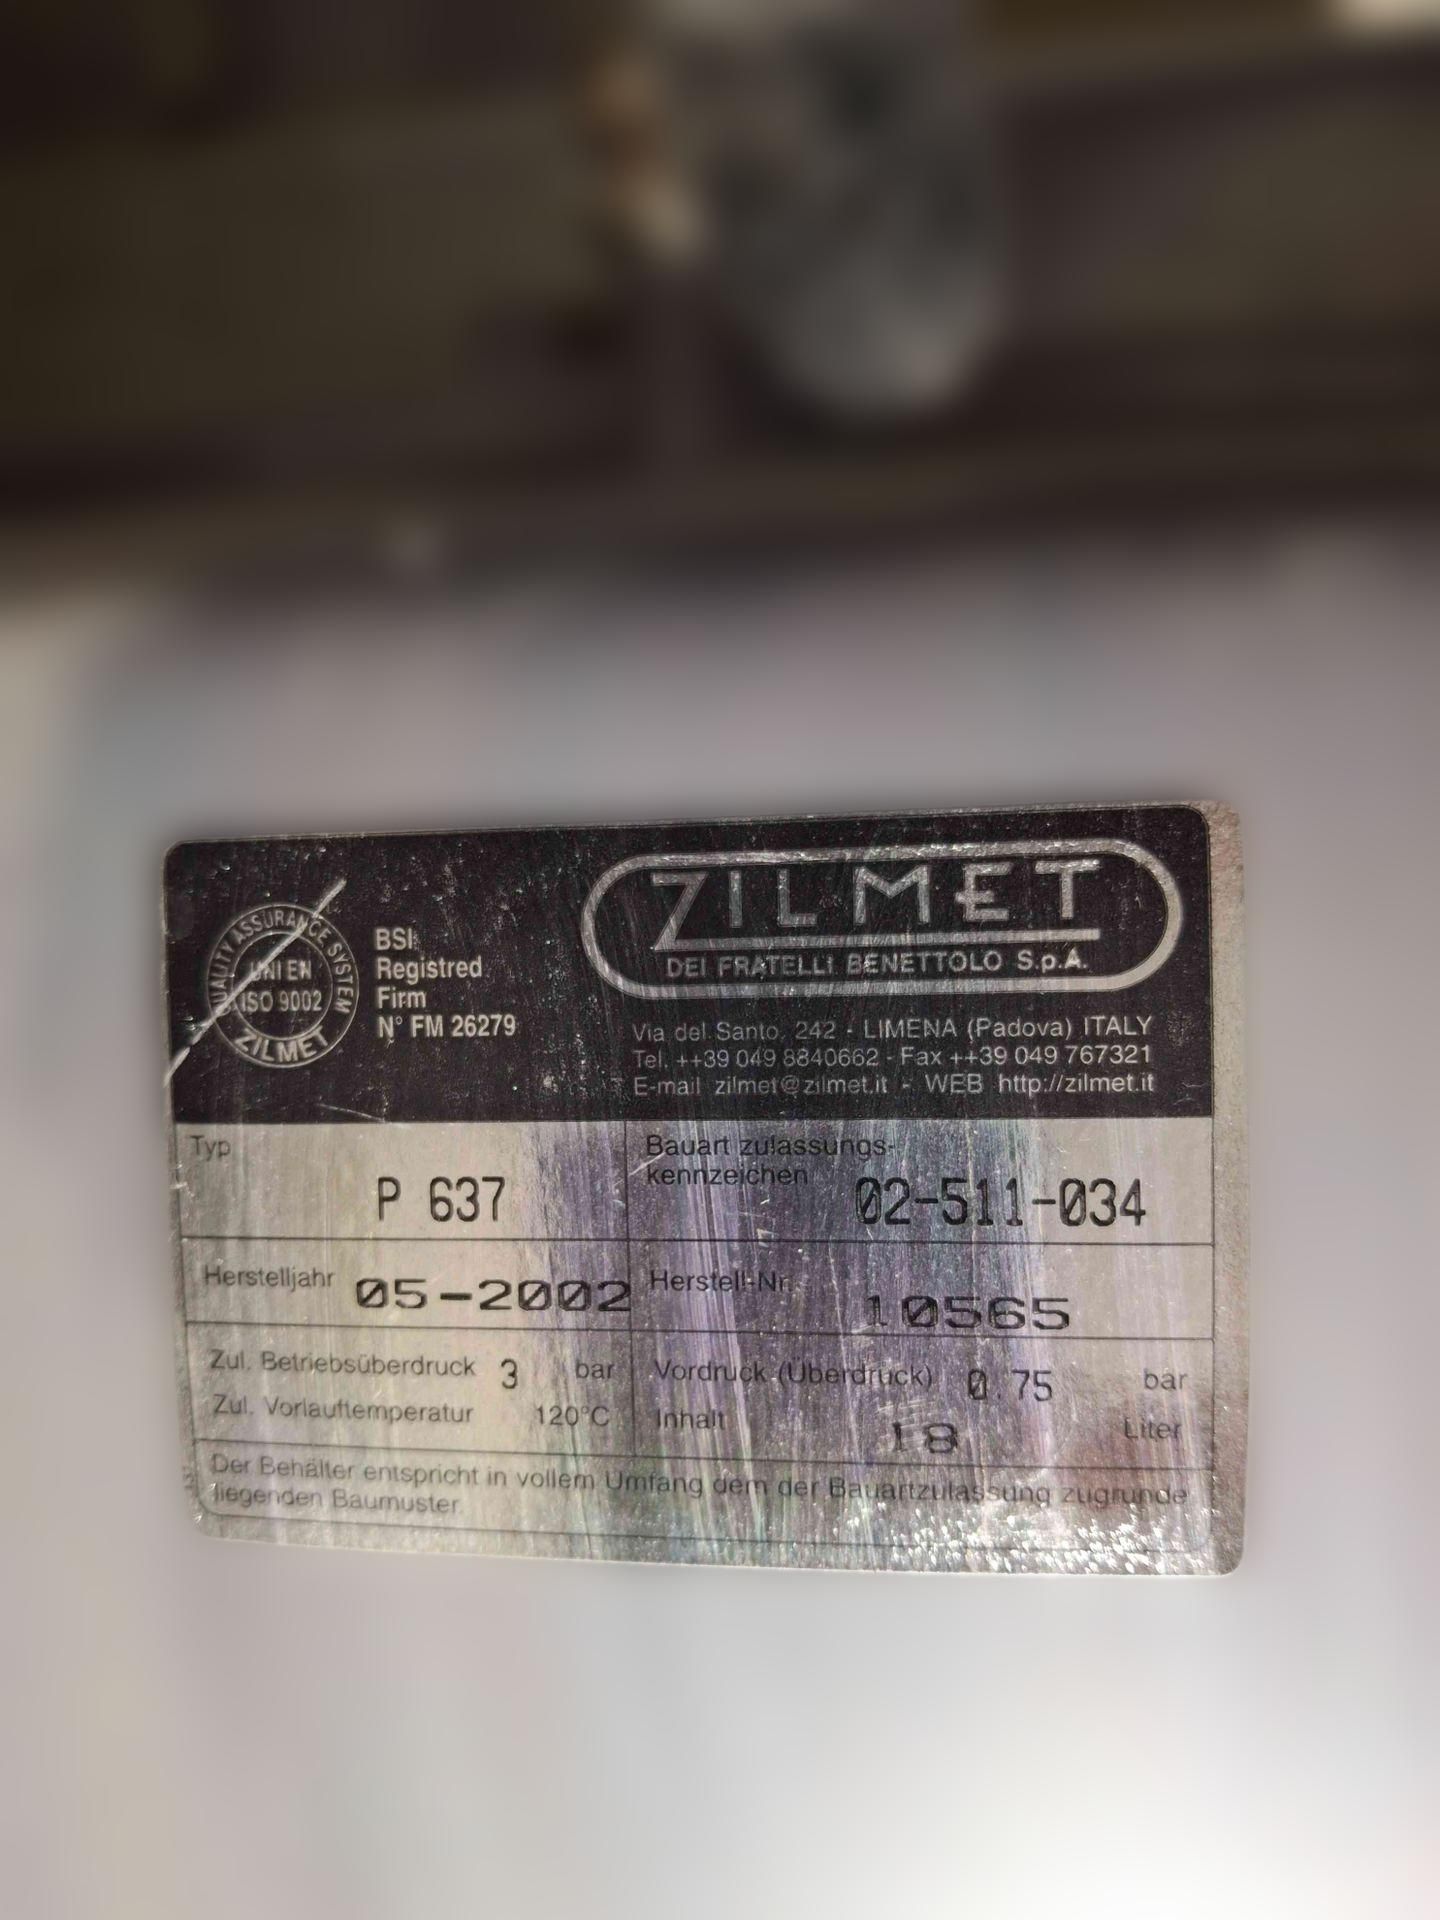 QUALITY ASSURANCE SYSTEM
UNI EN
ISO 9002
ZILMET
BSI
Registred
Firm
N° FM 26279
ZILMET
DEI FRATELLI BENETTOLO S.p.A.
Via del Santo, 242 - LIMENA (Padova) ITALY
Tel. ++39 049 8840662 - Fax ++39 049 767321
E-mail zilmet@zilmet.it - WEB http://zilmet.it
Typ
P 637
Bauart zulassungs-
kennzeichen 02-511-034
Herstelljahr 05-2002
Herstell-Nr. 10565
Zul. Betriebsüberdruck 3 bar
Zul. Vorlauftemperatur 120°C
Vordruck (Überdruck) 0.75 bar
Inhalt 18 Liter
Der Behälter entspricht in vollem Umfang dem der Bauartzulassung zugrunde
liegenden Baumuster.